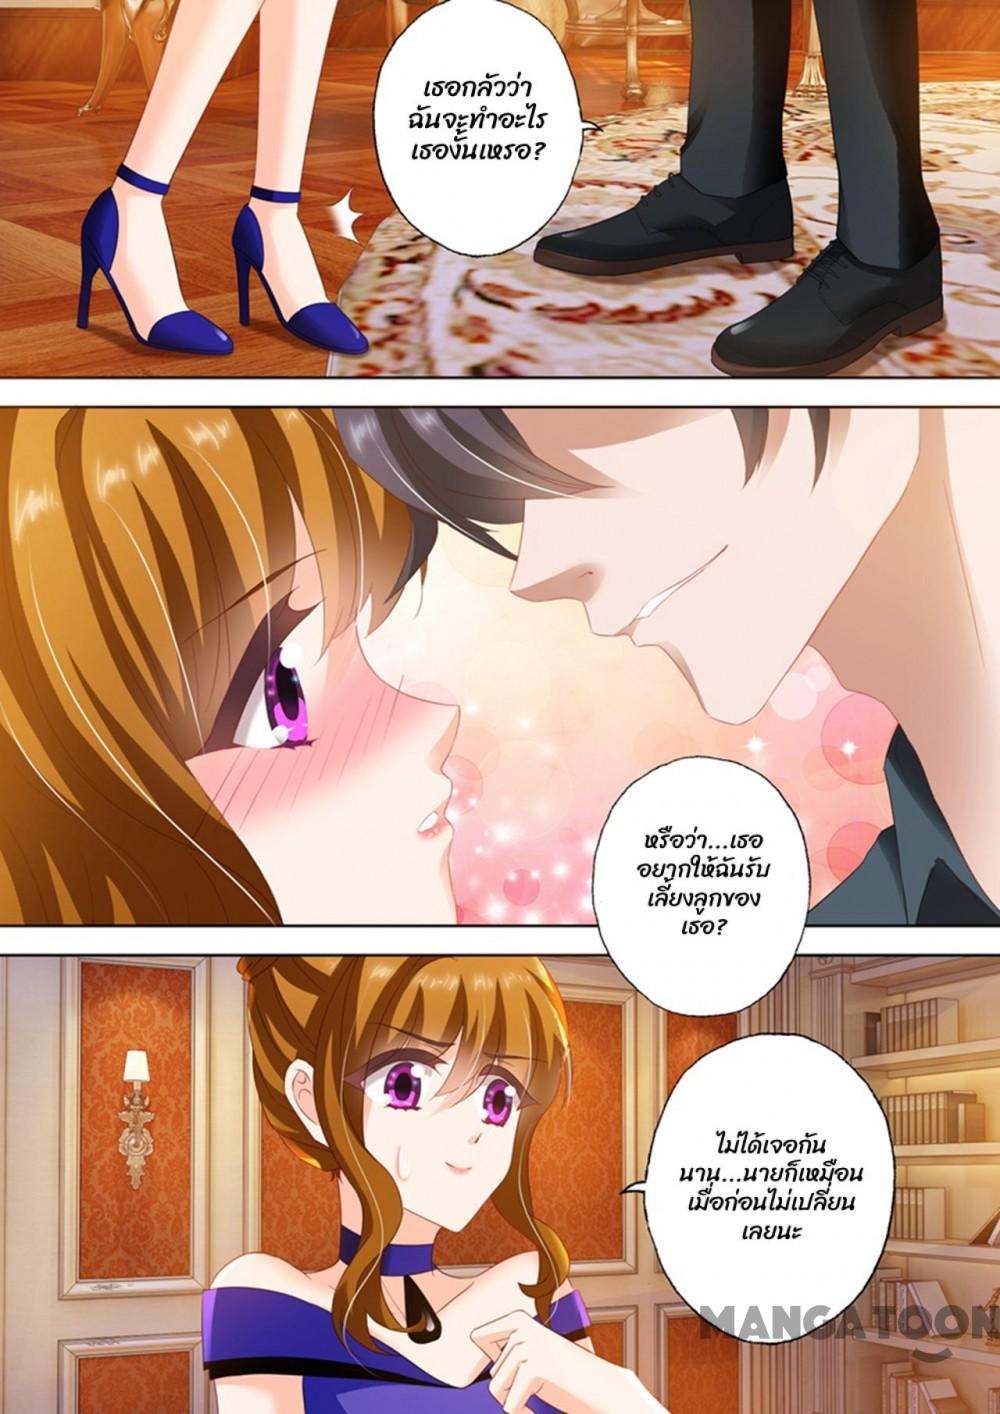 เธอกลัวว่า
ฉันจะทำอะไร
เธองั้นเหรอ?
หรือว่า...เธอ
อยากให้ฉันรับ
เลี้ยงลูกของ
เธอ?
ไม่ได้เจอกัน
นาน...นายก็เหมือน
เมื่อก่อนไม่เปลี่ยน
เลยนะ
MANGATOON